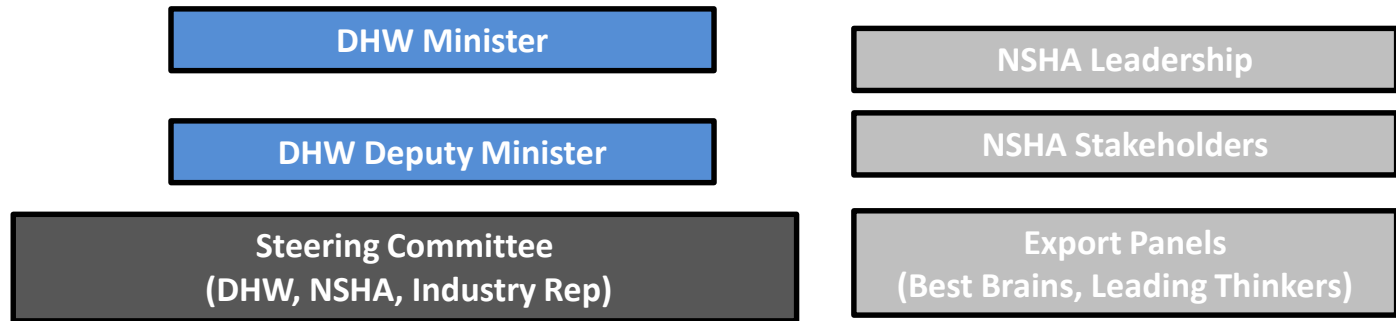 DHW Minister
DHW Deputy Minister
Steering Committee
(DHW, NSHA, Industry Rep)
NSHA Leadership
NSHA Stakeholders
Export Panels
(Best Brains, Leading Thinkers)